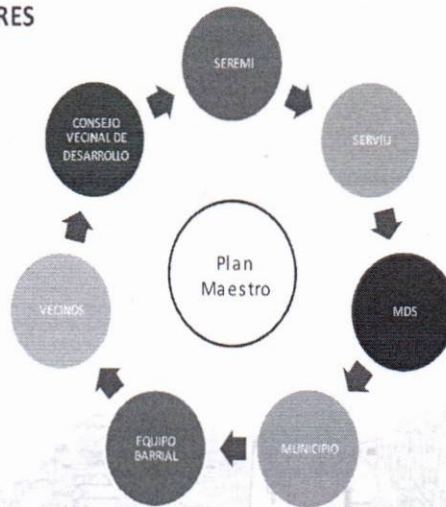 RES
SEREMI
SERVIU
MDS
MUNICIPIO
EQUIPO
BARRIAL
VECINOS
CONSEJO
VECINAL DE
DESARROLLO
Plan
Maestro